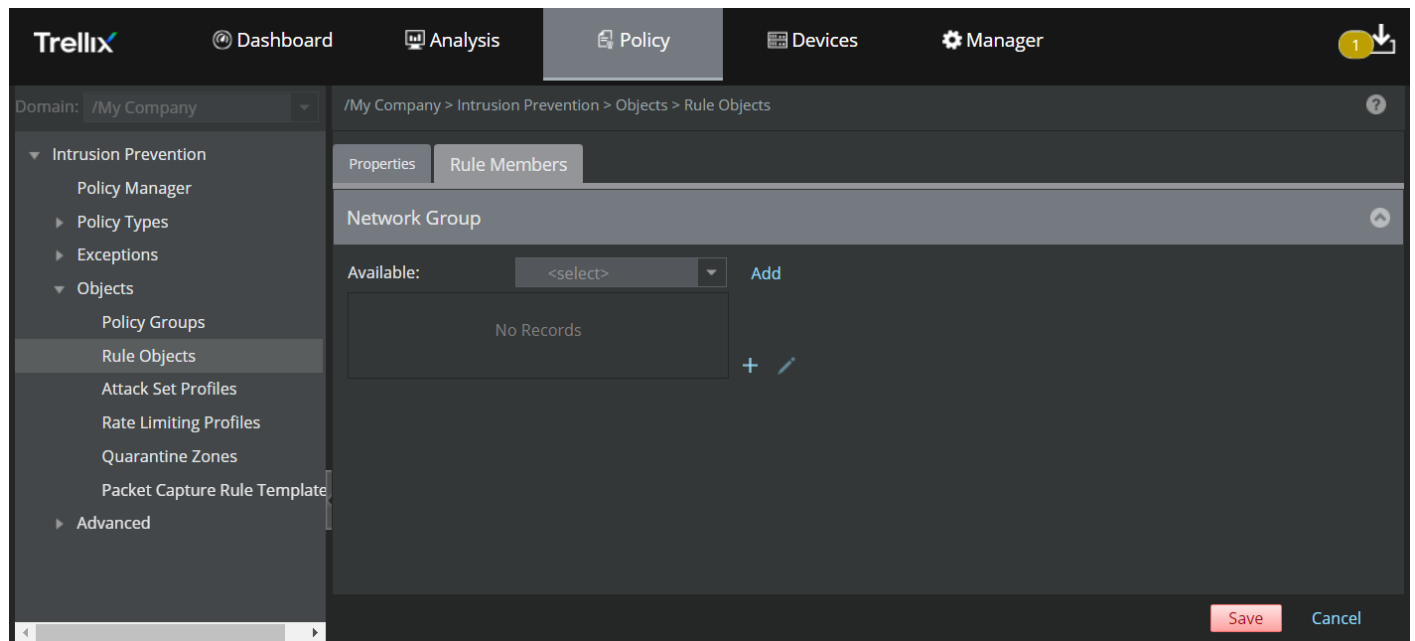 Trellix
Dashboard
Analysis
Policy
Devices
Manager
1
Domain: /My Company
/My Company > Intrusion Prevention > Objects > Rule Objects
?
Intrusion Prevention
Policy Manager
Policy Types
Exceptions
Objects
Policy Groups
Rule Objects
Attack Set Profiles
Rate Limiting Profiles
Quarantine Zones
Packet Capture Rule Template
Advanced
Properties
Rule Members
Network Group
Available: <select> Add
No Records
Save
Cancel